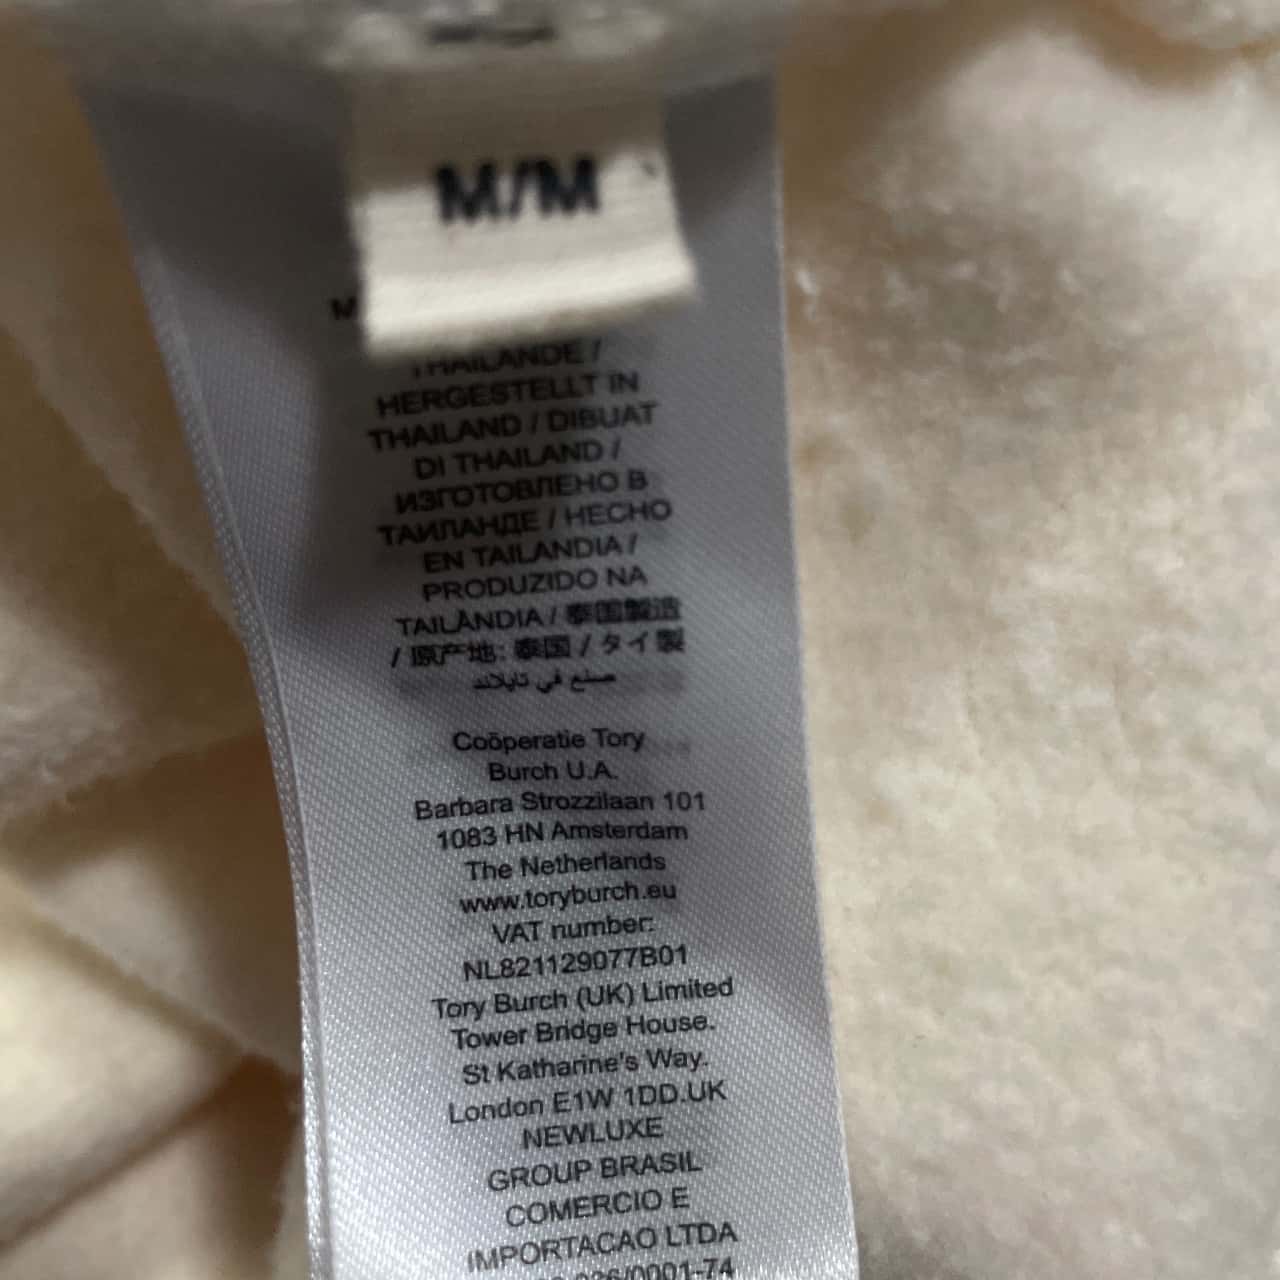 M/M
M
THAILANDE /
HERGESTELLT IN
THAILAND / DIBUAT
DI THAILAND /
ИЗГОТОВЛЕНО В
ТАИЛАНДЕ / HECHO
EN TAILANDIA /
PRODUZIDO NA
TAILÀNDIA / 泰国製造
/ 原产地: 泰国 / タイ製
صنع في تايلاند
Coöperatie Tory
Burch U.A.
Barbara Strozzilaan 101
1083 HN Amsterdam
The Netherlands
www.toryburch.eu
VAT number:
NL821129077B01
Tory Burch (UK) Limited
Tower Bridge House.
St Katharine's Way.
London E1W 1DD.UK
NEWLUXE
GROUP BRASIL
COMERCIO E
IMPORTACAO LTDA
/0001-74